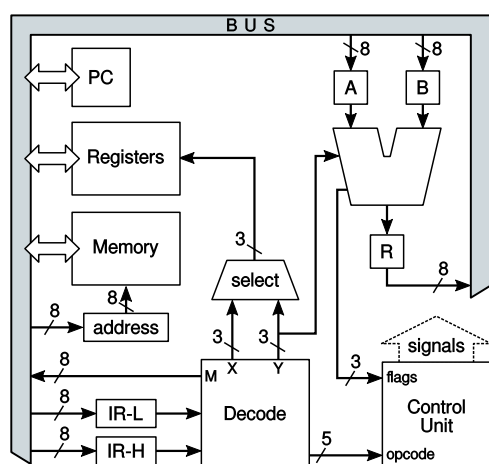 BUS
8
8
PC
A
B
Registers
Memory
3
R
8
8
select
8
address
3
3
8
M
X
Y
signals
3
flags
8
IR-L
Decode
Control
Unit
8
IR-H
5
opcode